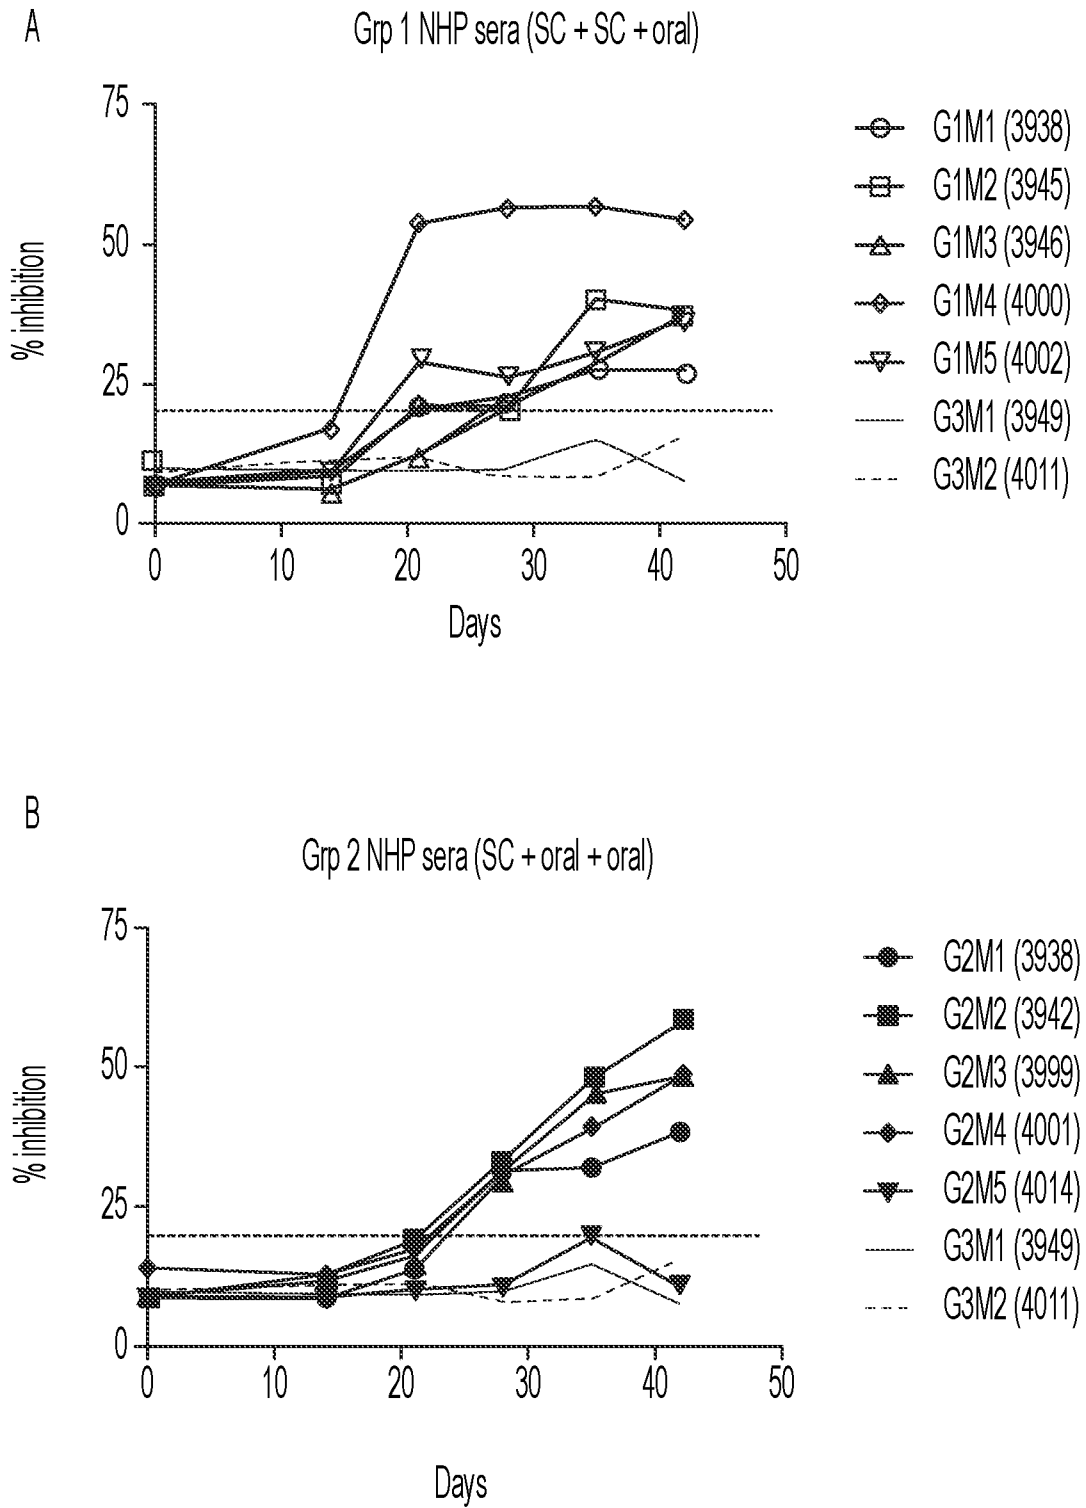 A
Grp 1 NHP sera (SC + SC + oral)
75
50
25
0
% inhibition
0 10 20 30 40 50
Days
G1M1 (3938)
G1M2 (3945)
G1M3 (3946)
G1M4 (4000)
G1M5 (4002)
G3M1 (3949)
G3M2 (4011)
B
Grp 2 NHP sera (SC + oral + oral)
75
50
25
0
% inhibition
0 10 20 30 40 50
Days
G2M1 (3938)
G2M2 (3942)
G2M3 (3999)
G2M4 (4001)
G2M5 (4014)
G3M1 (3949)
G3M2 (4011)